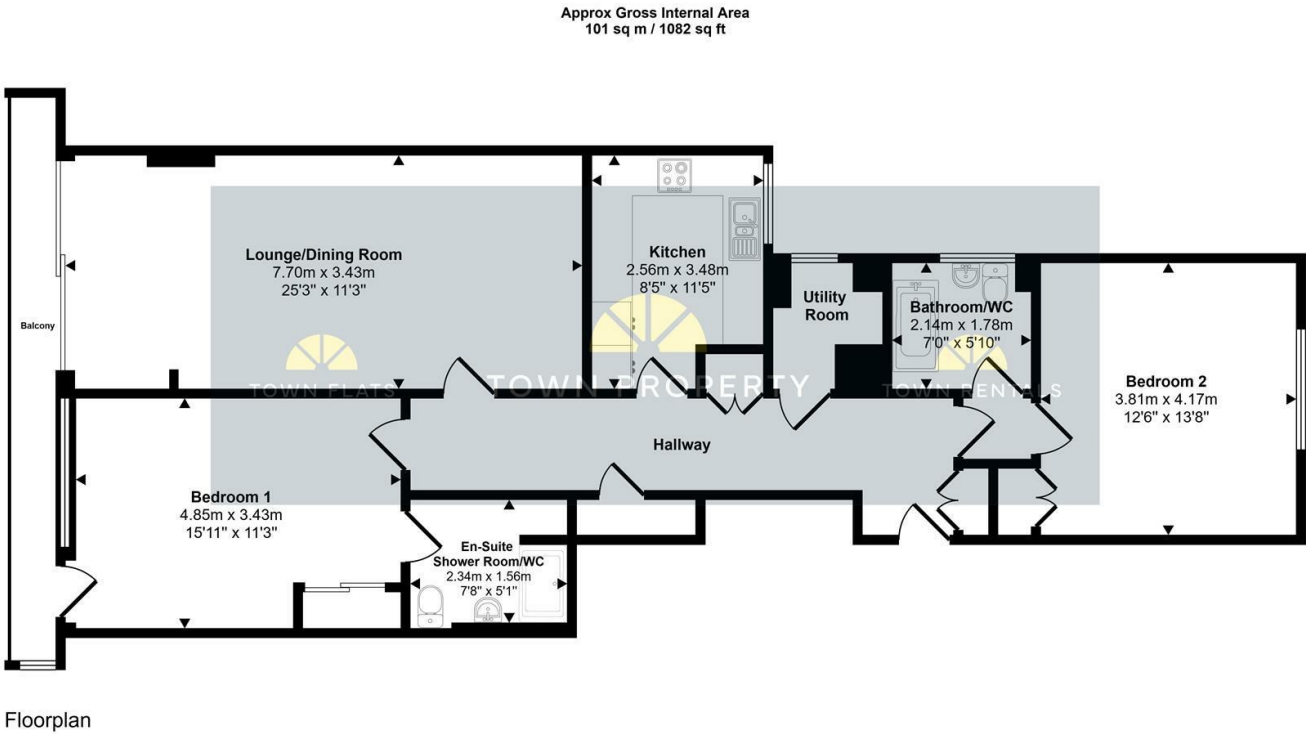 Approx Gross Internal Area
101 sq m / 1082 sq ft
Lounge/Dining Room
7.70m x 3.43m
25'3" x 11'3"
Kitchen
2.56m x 3.48m
8'5" x 11'5"
Utility
Room
Bathroom/WC
2.14m x 1.78m
7'0" x 5'10"
Balcony
TOWN FLATS
TOWN PROPERTY
TOWN RENTALS
Bedroom 2
3.81m x 4.17m
12'6" x 13'8"
Hallway
Bedroom 1
4.85m x 3.43m
15'11" x 11'3"
En-Suite
Shower Room/WC
2.34m x 1.56m
7'8" x 5'1"
Floorplan